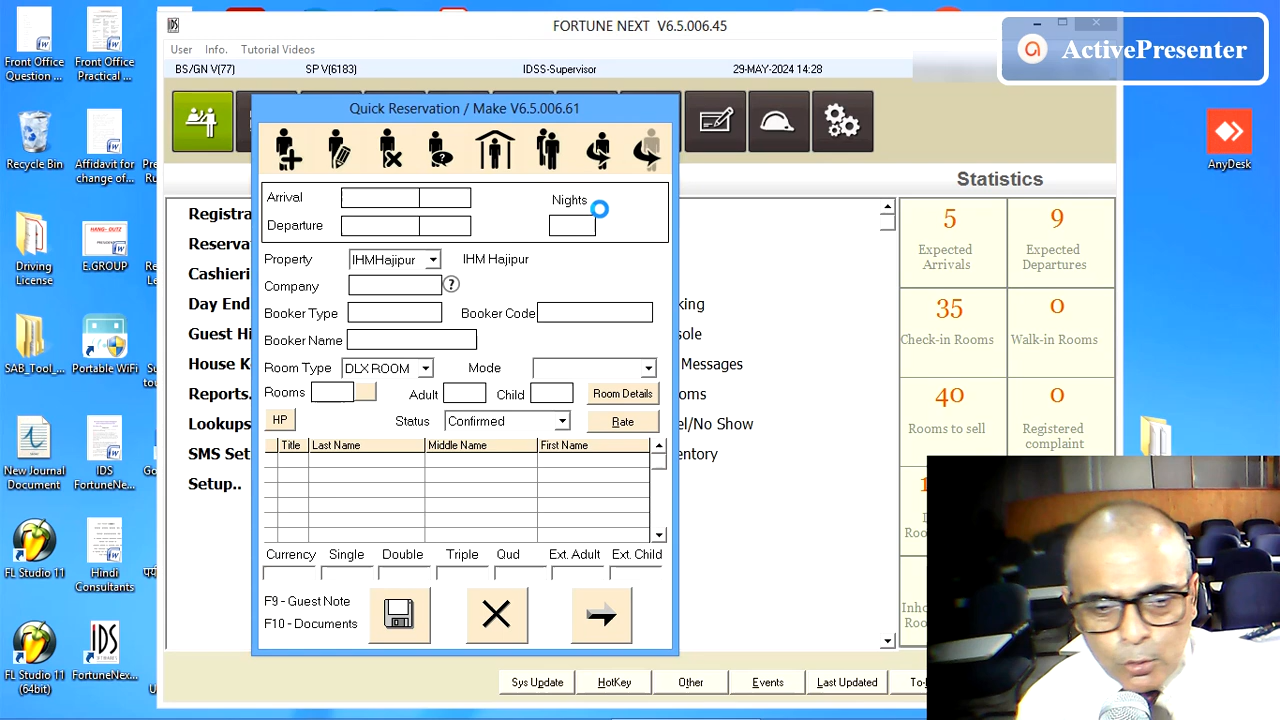 FORTUNE NEXT V6.5.006.45
ActivePresenter
User Info. Tutorial Videos
BS/GN V(77) SP V(6183) IDSS-Supervisor 29-MAY-2024 14:28
Front Office Question ...
Front Office Practical ...
Recycle Bin
Affidavit for change of...
Driving License
E.GROUP
SAB_Tool_...
Portable WiFi
New Journal Document
IDS FortuneNe...
FL Studio 11
Hindi Consultants
FL Studio 11 (64bit)
IDS
FortuneNex...
AnyDesk
Quick Reservation / Make V6.5.006.61
Arrival
Nights
Departure
Property IHMHajipur IHM Hajipur
Company
?
Booker Type Booker Code
Booker Name
Room Type DLX ROOM Mode
Rooms Adult Child Room Details
HP Status Confirmed Rate
Title Last Name Middle Name First Name
Currency Single Double Triple Qud Ext. Adult Ext. Child
F9 - Guest Note
F10 - Documents
Registra
Reserva
Cashieri
Day End
Guest Hi
House K
Reports.
Lookups
SMS Set
Setup..
king
sole
Messages
oms
el/No Show
entory
Statistics
5 9
Expected Arrivals
Expected Departures
35 0
Check-in Rooms Walk-in Rooms
40 0
Rooms to sell
Registered complaint
Sys Update HotKey Other Events Last Updated